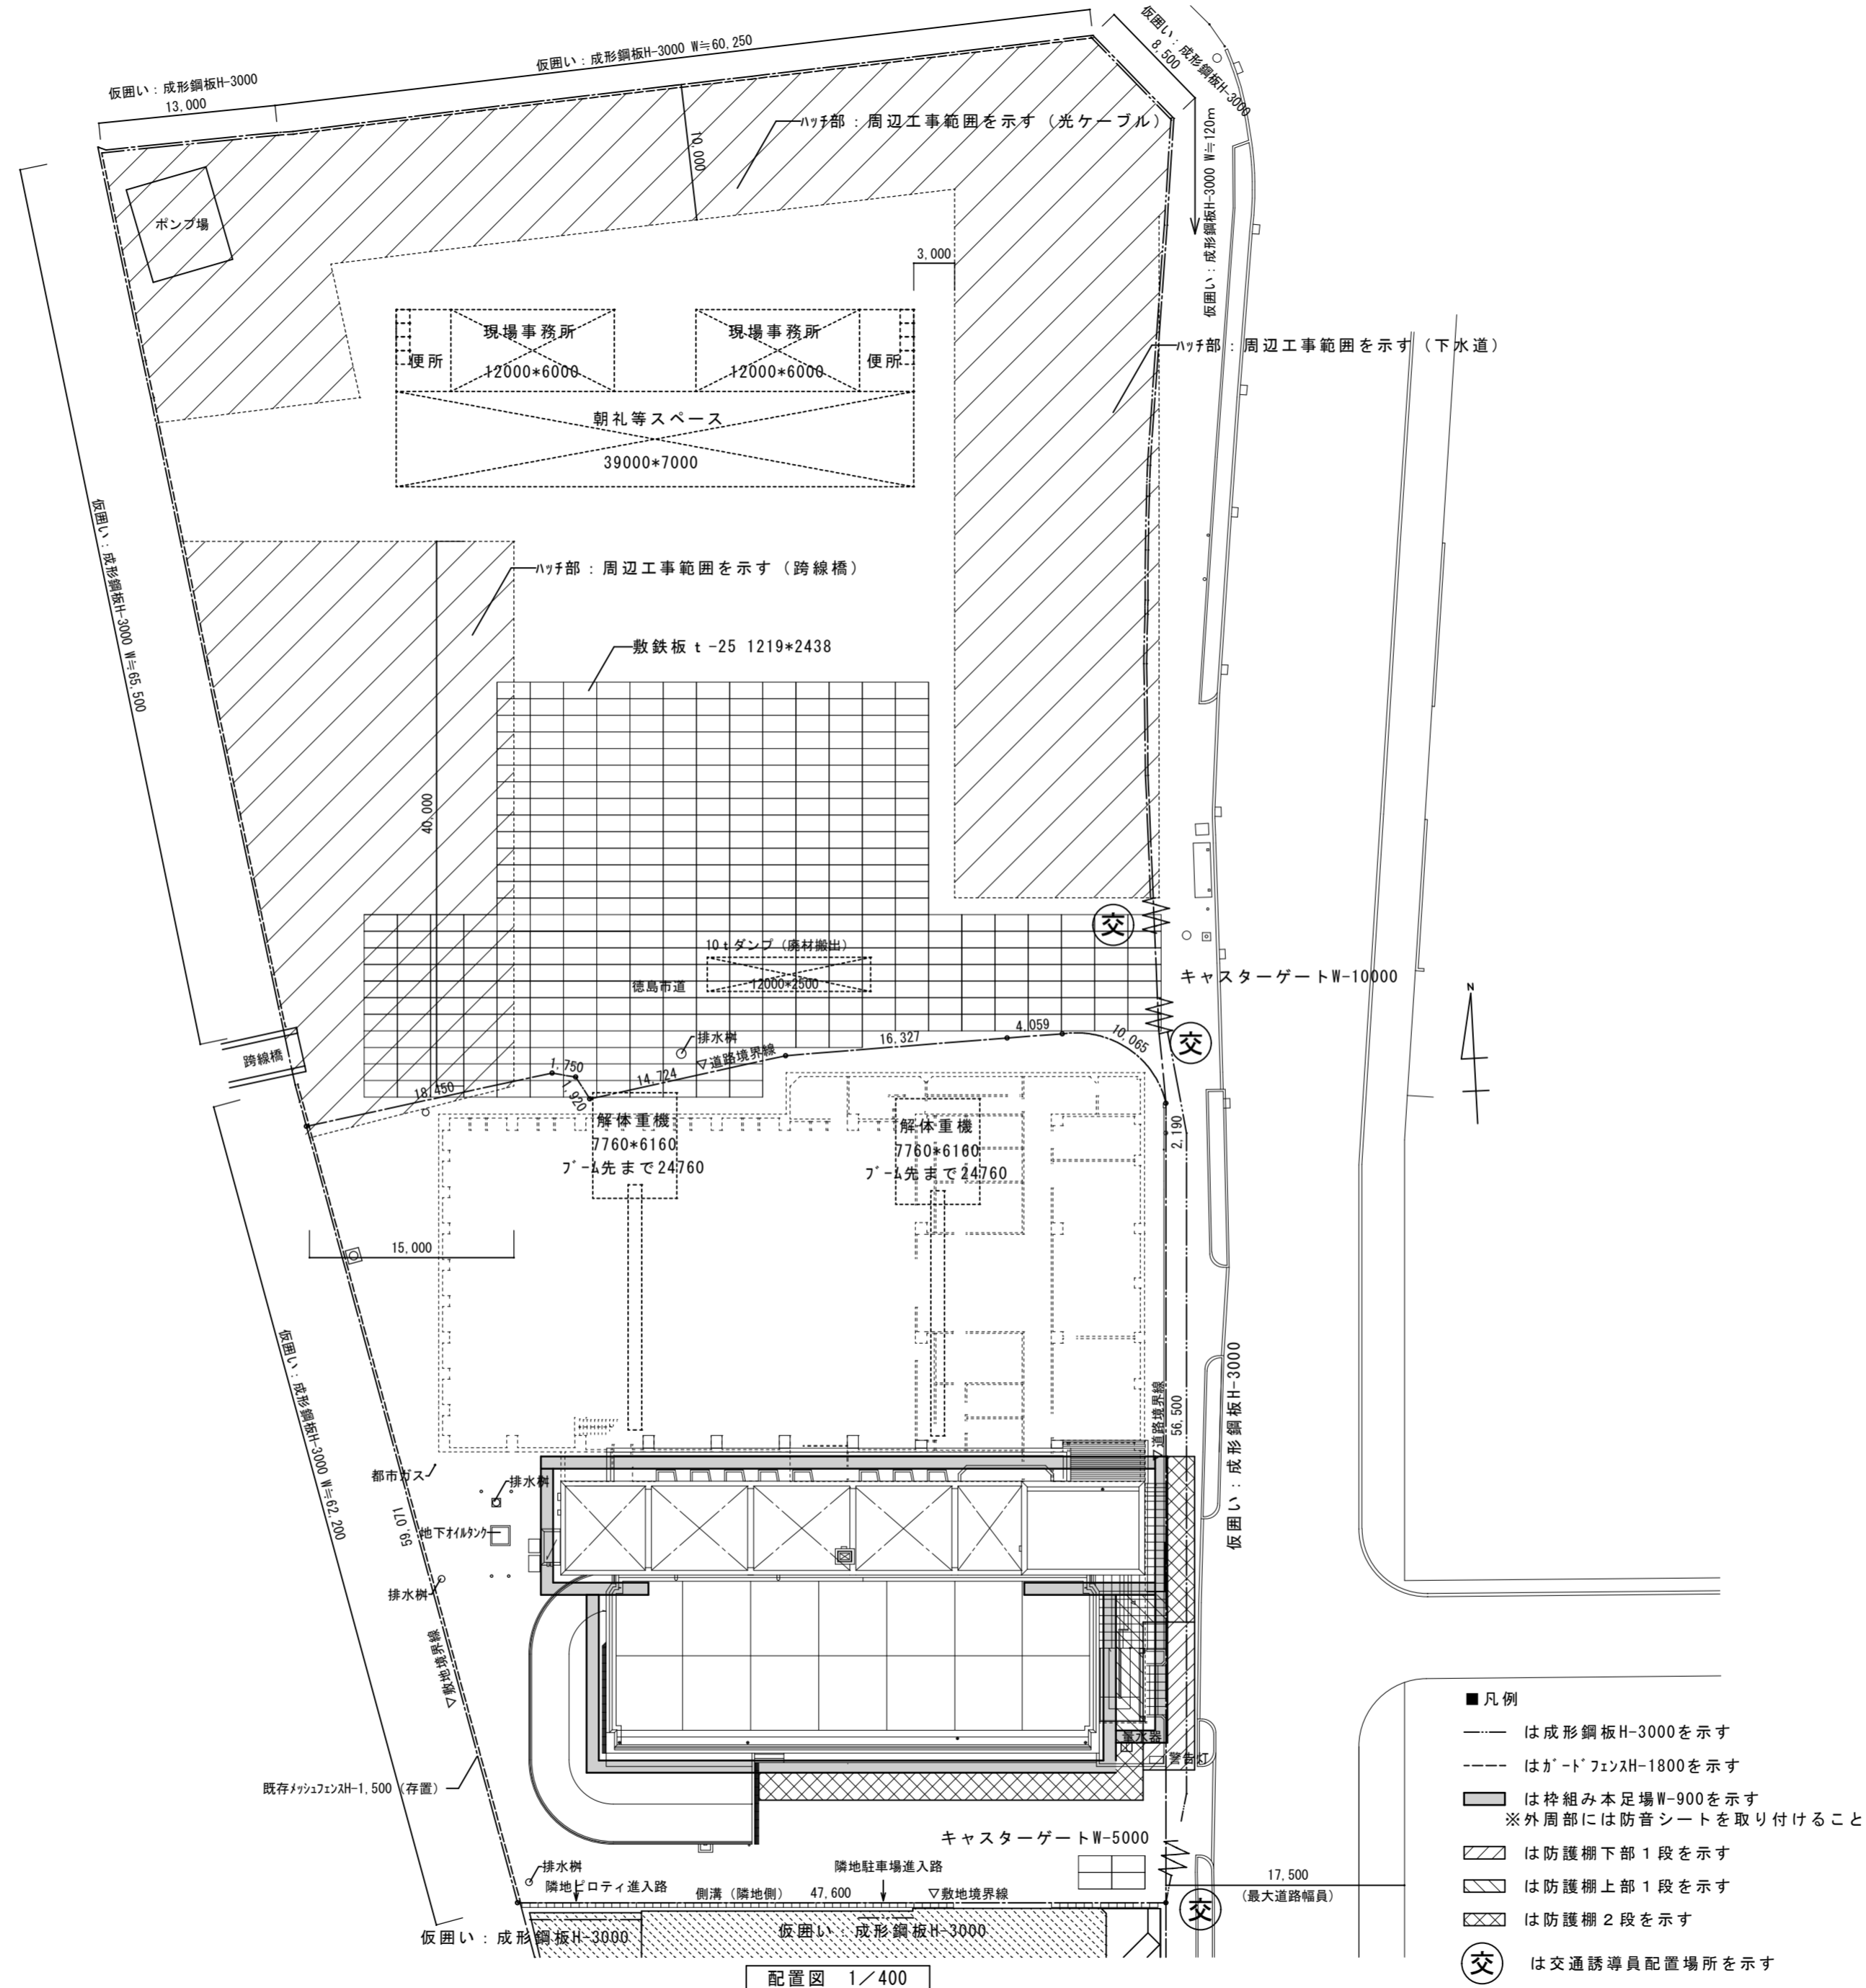 仮囲い：成形鋼板H-3000
13,000
仮囲い：成形鋼板H-3000 W≒60,250
仮囲い：成形鋼板H-3000
8,500
仮囲い：成形鋼板H-3000 W≒120m
ハッチ部：周辺工事範囲を示す（光ケーブル）
10,000
ポンプ場
3,000
現場事務所
12000*6000
便所
現場事務所
12000*6000
便所
ハッチ部：周辺工事範囲を示す（下水道）
朝礼等スペース
39000*7000
仮囲い：成形鋼板H-3000 W≒65,500
ハッチ部：周辺工事範囲を示す（跨線橋）
敷鉄板 t -25 1219*2438
40,000
交
10ｔダンプ（廃材搬出）
12000*2500
徳島市道
キャスターゲートW-10000
N
交
跨線橋
排水桝
▽道路境界線
16,327
4,059
10,065
1,750
1,920
14,724
18,450
2,190
解体重機
7760*6160
ブーム先まで24760
解体重機
7760*6160
ブーム先まで24760
15,000
仮囲い：成形鋼板H-3000 W≒62,200
仮囲い：成形鋼板H-3000
▽道路境界線
56,500
都市ガス
排水桝
地下オイルタンク
59,071
排水桝
▽敷地境界線
量水器
警告灯
既存メッシュフェンスH-1,500（存置）
キャスターゲートW-5000
排水桝
隣地ピロティ進入路
隣地駐車場進入路
側溝（隣地側）
47,600
▽敷地境界線
17,500
（最大道路幅員）
交
仮囲い：成形鋼板H-3000
仮囲い：成形鋼板H-3000
配置図　1／400
■凡例
は成形鋼板H-3000を示す
はガードフェンスH-1800を示す
は枠組み本足場W-900を示す
※外周部には防音シートを取り付けること
は防護棚下部１段を示す
は防護棚上部１段を示す
は防護棚２段を示す
交 は交通誘導員配置場所を示す